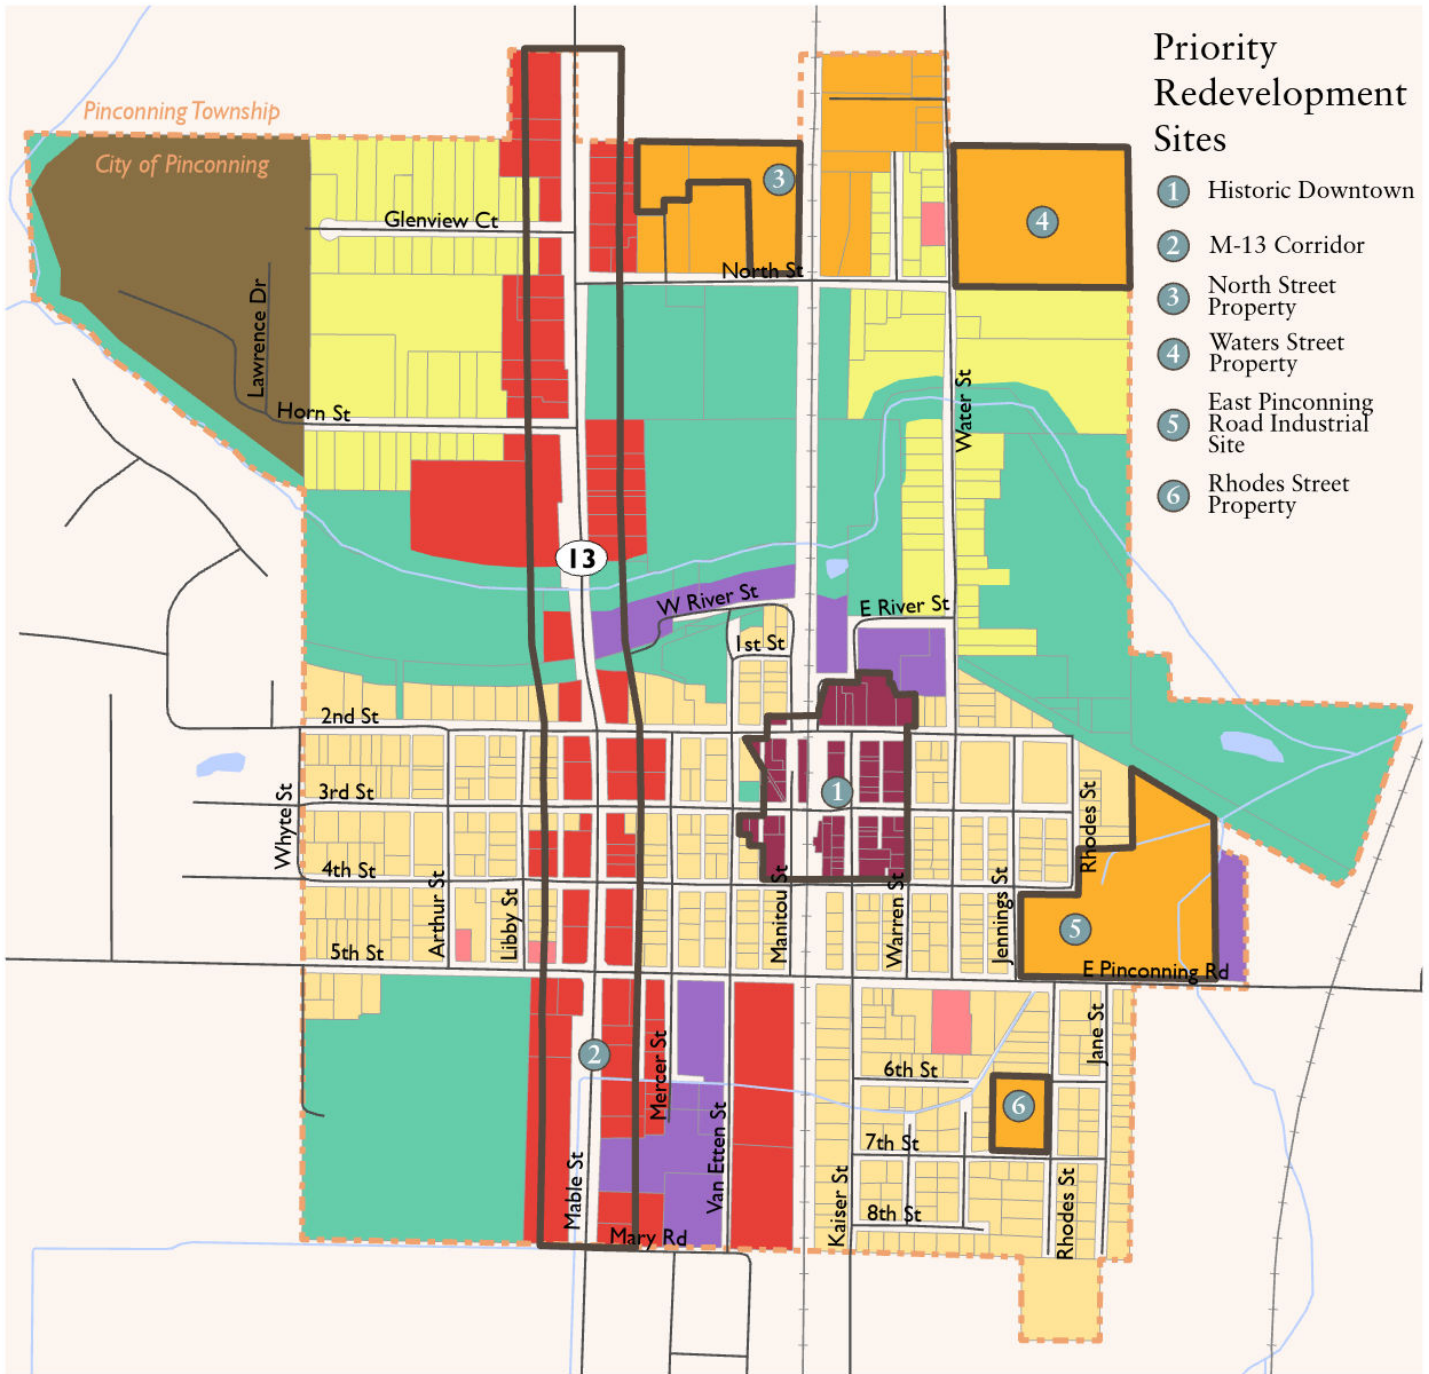 Priority
Redevelopment
Sites
1 Historic Downtown
2 M-13 Corridor
3 North Street
Property
4 Waters Street
Property
5 East Pinconning
Road Industrial
Site
6 Rhodes Street
Property
Pinconning Township
City of Pinconning
3
4
Glenview Ct
North St
Lawrence Dr
Horn St
Water St
13
W River St
E River St
1st St
2nd St
3rd St
1
Whyte St
Rhodes St
4th St
Arthur St
Libby St
Manitou St
Warren St
Jennings St
5
5th St
E Pinconning Rd
2
Mercer St
Jane St
6th St
6
7th St
Van Etten St
Mable St
Kaiser St
8th St
Rhodes St
Mary Rd